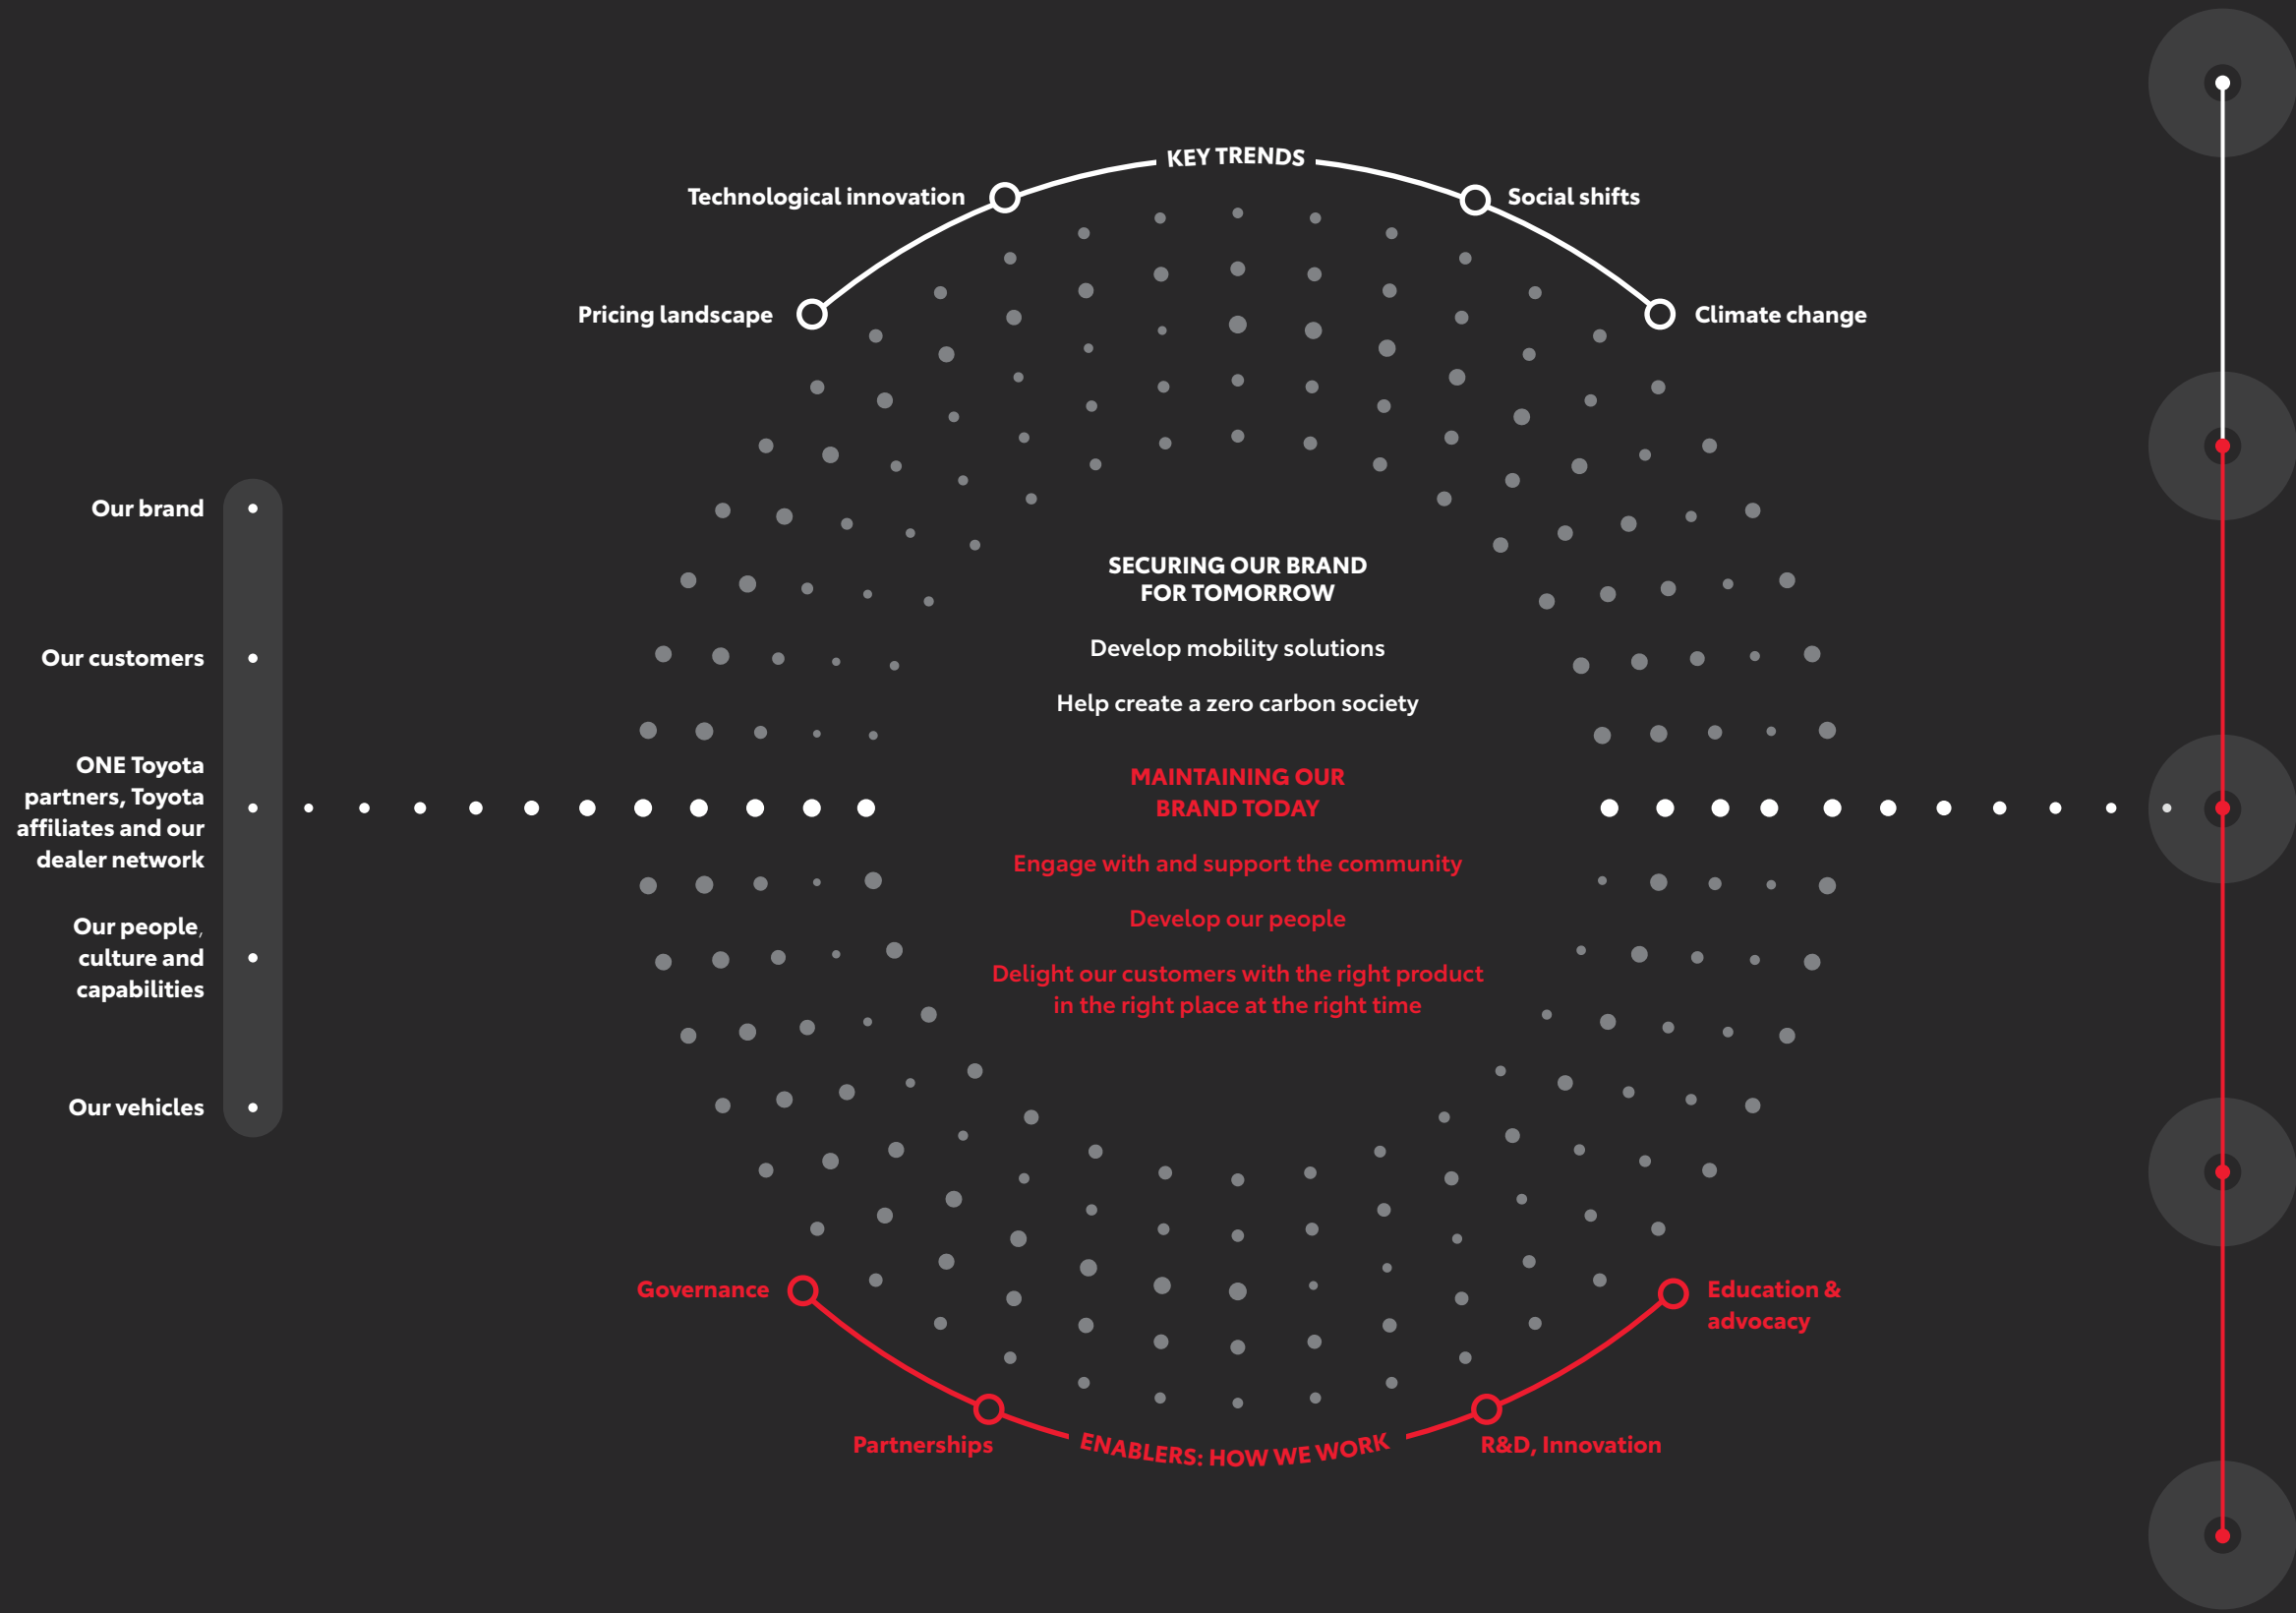 KEY TRENDS
Technological innovation
Social shifts
Pricing landscape
Climate change
Our brand
Our customers
ONE Toyota
partners, Toyota
affiliates and our
dealer network
Our people,
culture and
capabilities
Our vehicles
SECURING OUR BRAND
FOR TOMORROW
Develop mobility solutions
Help create a zero carbon society
MAINTAINING OUR
BRAND TODAY
Engage with and support the community
Develop our people
Delight our customers with the right product
in the right place at the right time
Governance
Education &
advocacy
Partnerships
R&D, Innovation
ENABLERS: HOW WE WORK